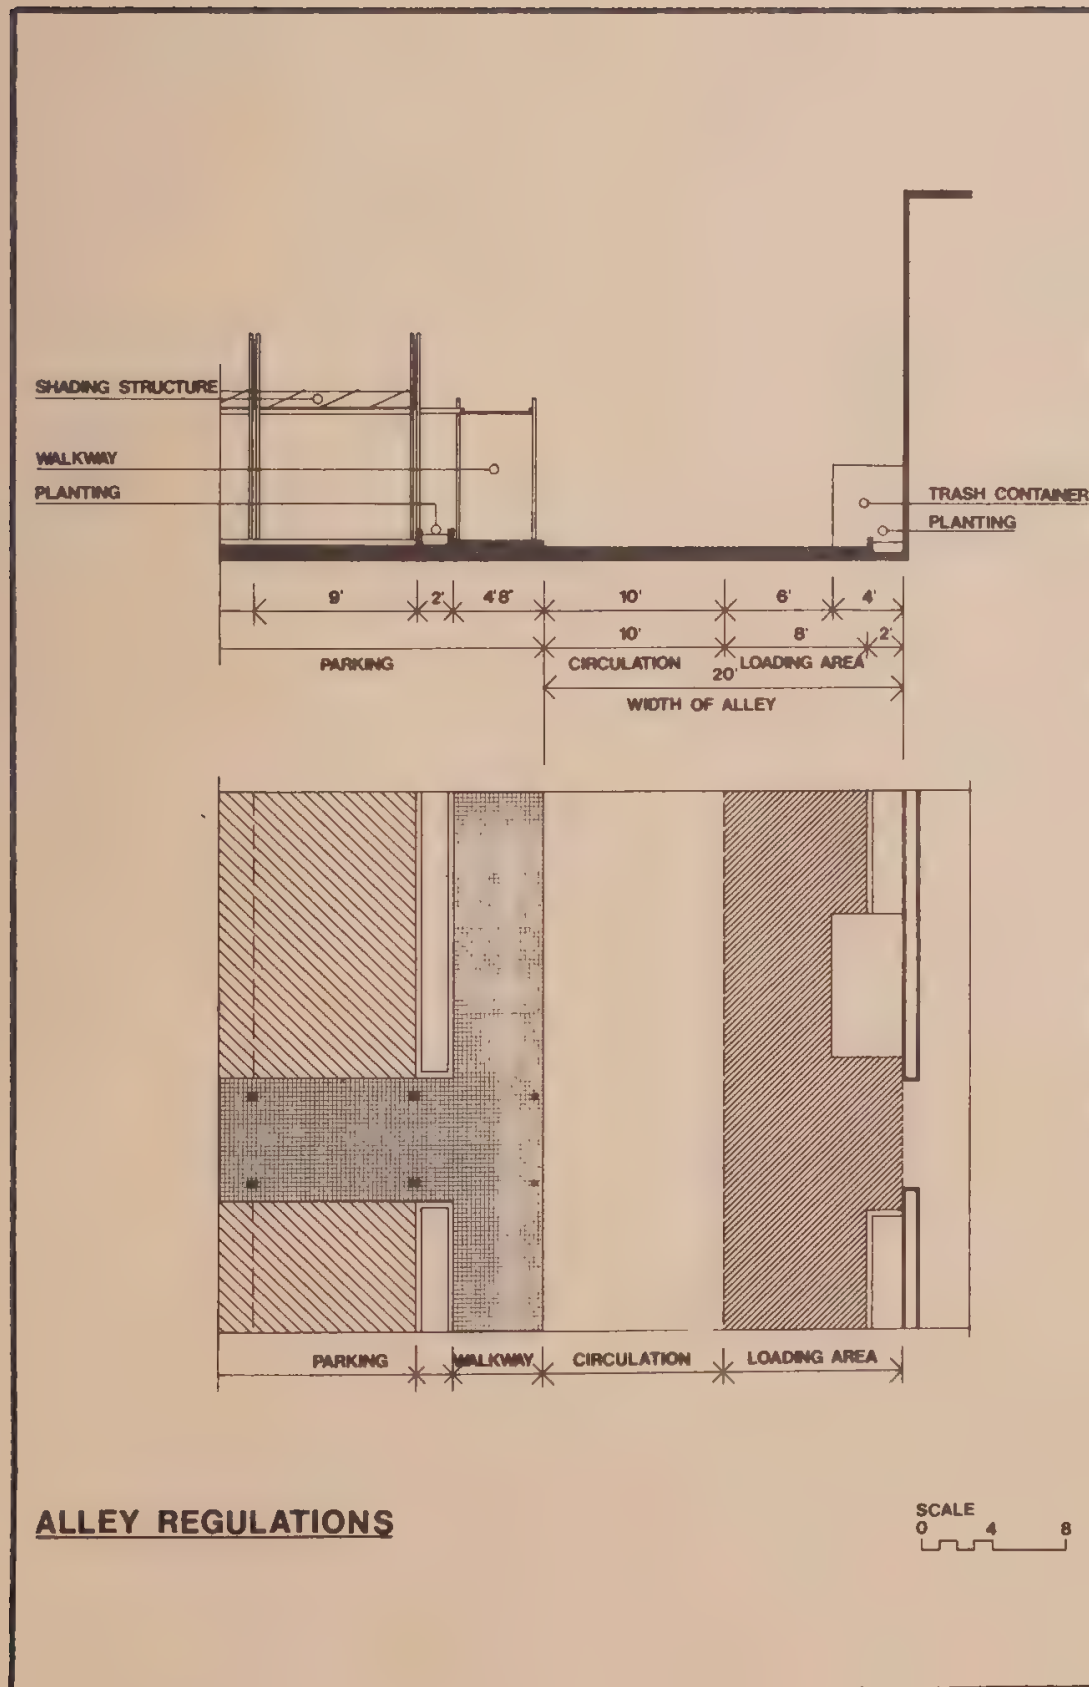 SHADING STRUCTURE
WALKWAY
PLANTING
TRASH CONTAINER
PLANTING
9' 2' 4'8" 10' 6' 4'
10' 8' 2'
PARKING CIRCULATION LOADING AREA
20'
WIDTH OF ALLEY
PARKING WALKWAY CIRCULATION LOADING AREA
ALLEY REGULATIONS
SCALE
0 4 8